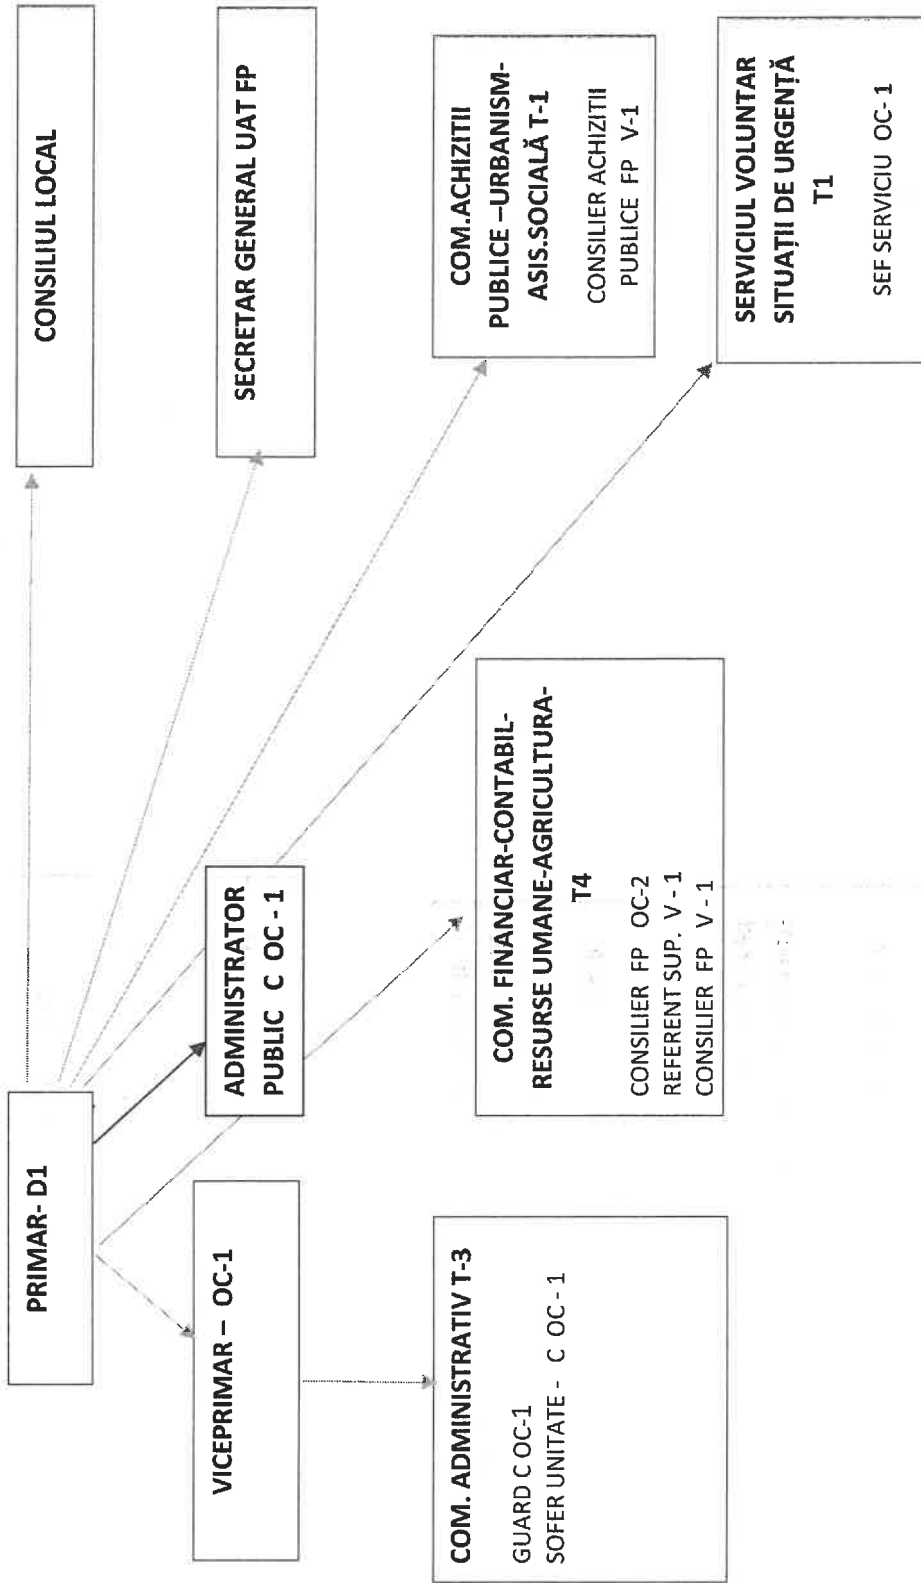 PRIMAR- D1
CONSILIUL LOCAL
VICEPRIMAR – OC-1
ADMINISTRATOR
PUBLIC C OC - 1
SECRETAR GENERAL UAT FP
COM. ADMINISTRATIV T-3
GUARD C OC-1
SOFER UNITATE - C OC - 1
COM. FINANCIAR-CONTABIL-
RESURSE UMANE-AGRICULTURA-
T4
CONSILIER FP OC-2
REFERENT SUP. V - 1
CONSILIER FP V - 1
COM.ACHIZITII
PUBLICE –URBANISM-
ASIS.SOCIALĂ T-1
CONSILIER ACHIZITII
PUBLICE FP V-1
SERVICIUL VOLUNTAR
SITUAȚII DE URGENȚĂ
T1
SEF SERVICIU OC- 1